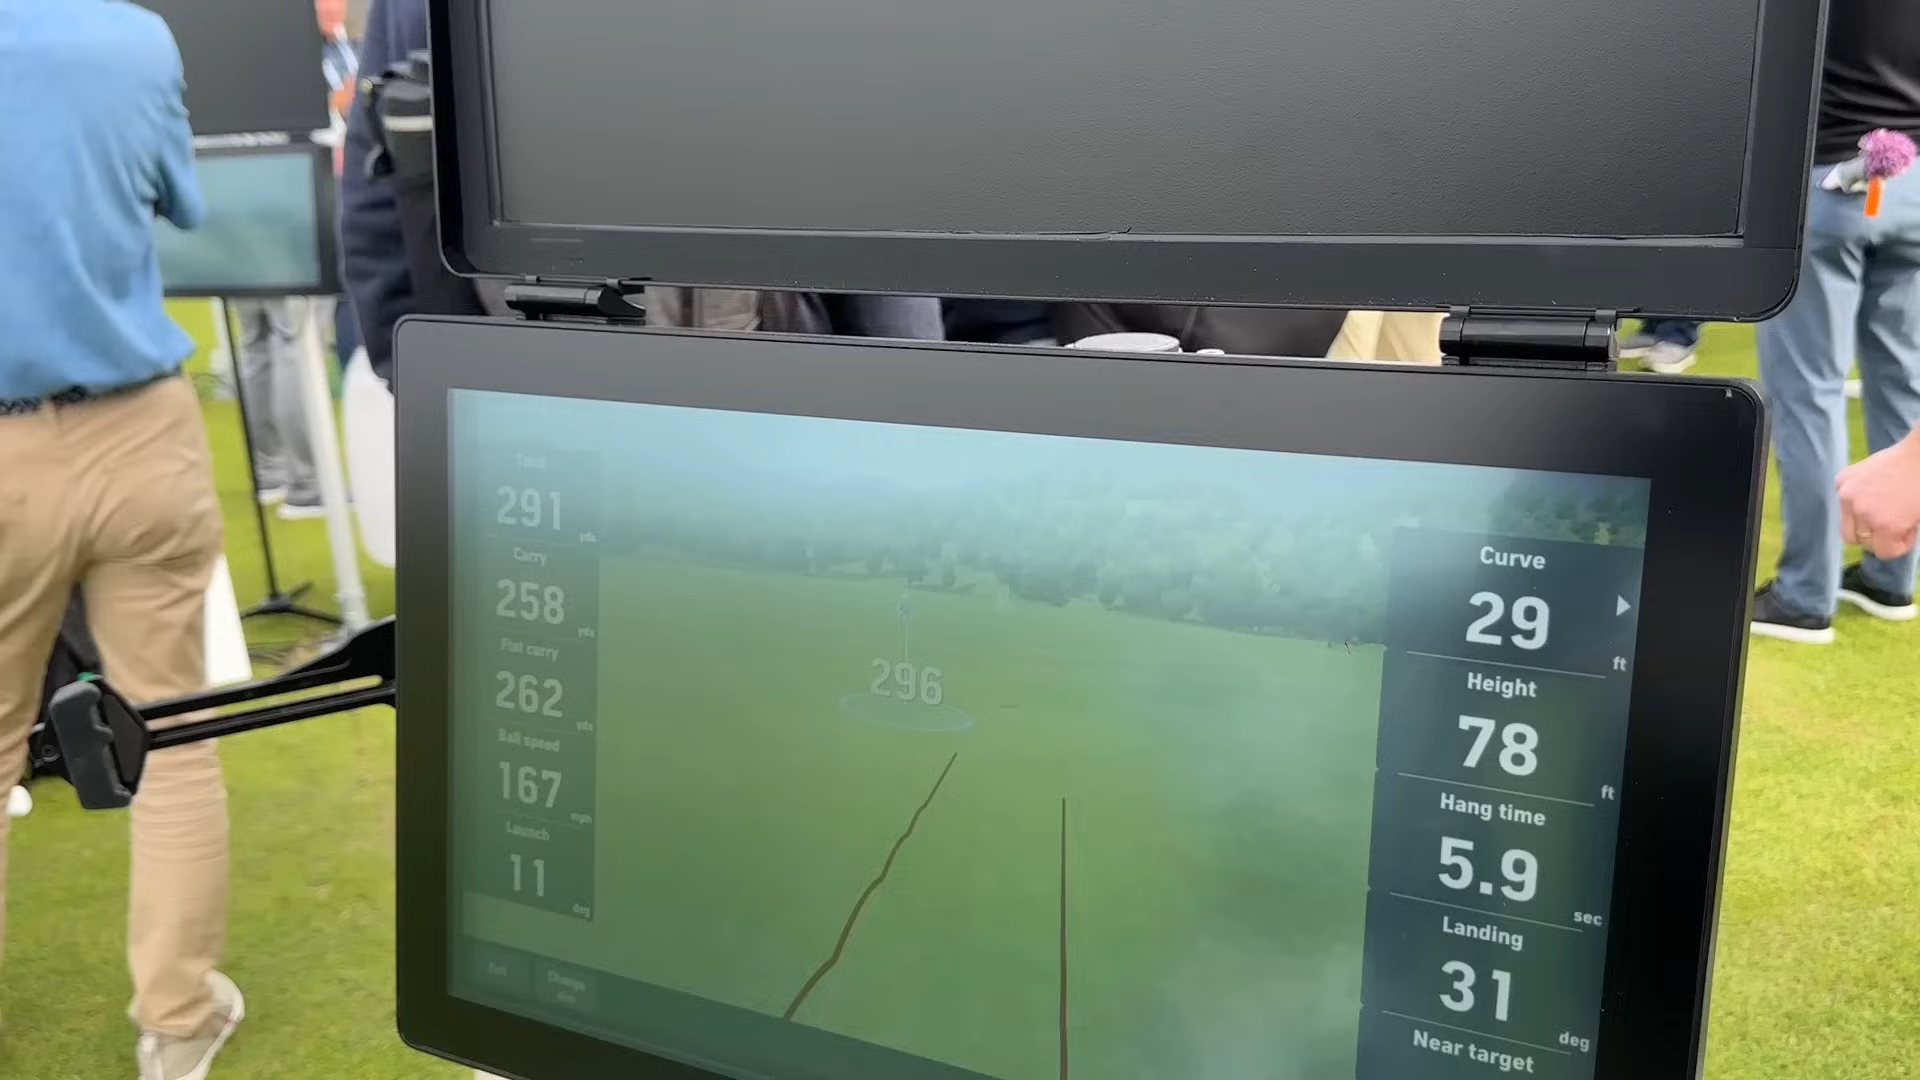 Total
291
yds
Carry
258
yds
Flat carry
262
yds
Ball speed
167
mph
Launch
11
deg
Change
296
Curve
29
ft
Height
78
ft
Hang time
5.9
sec
Landing
31
deg
Near target